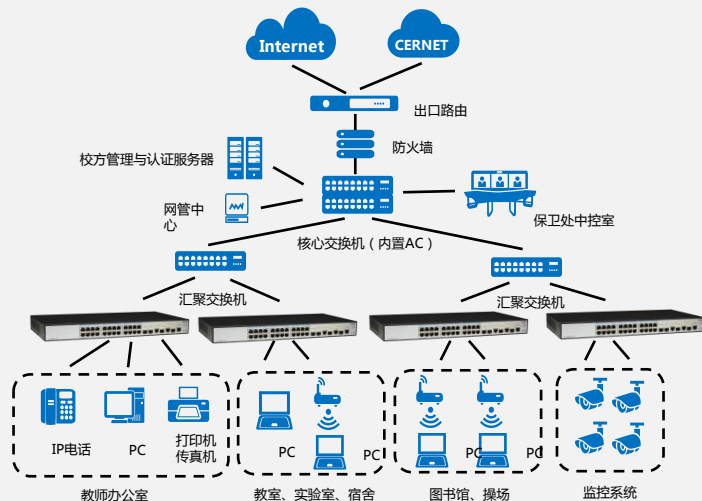 Internet
CERNET
出口路由
防火墙
校方管理与认证服务器
网管中
心
保卫处中控室
核心交换机（内置AC）
汇聚交换机
汇聚交换机
IP电话
PC
打印机
传真机
PC
PC
PC
PC
教师办公室
教室、实验室、宿舍
图书馆、操场
监控系统